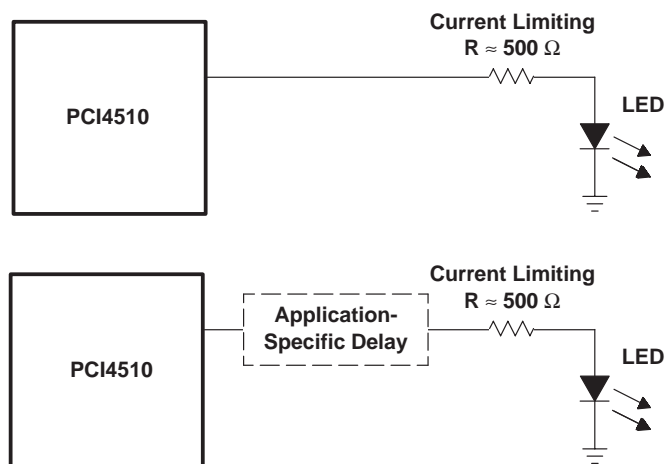 Current Limiting
R ≈ 500 Ω
LED
PCI4510
Current Limiting
R ≈ 500 Ω
Application-
Specific Delay
LED
PCI4510